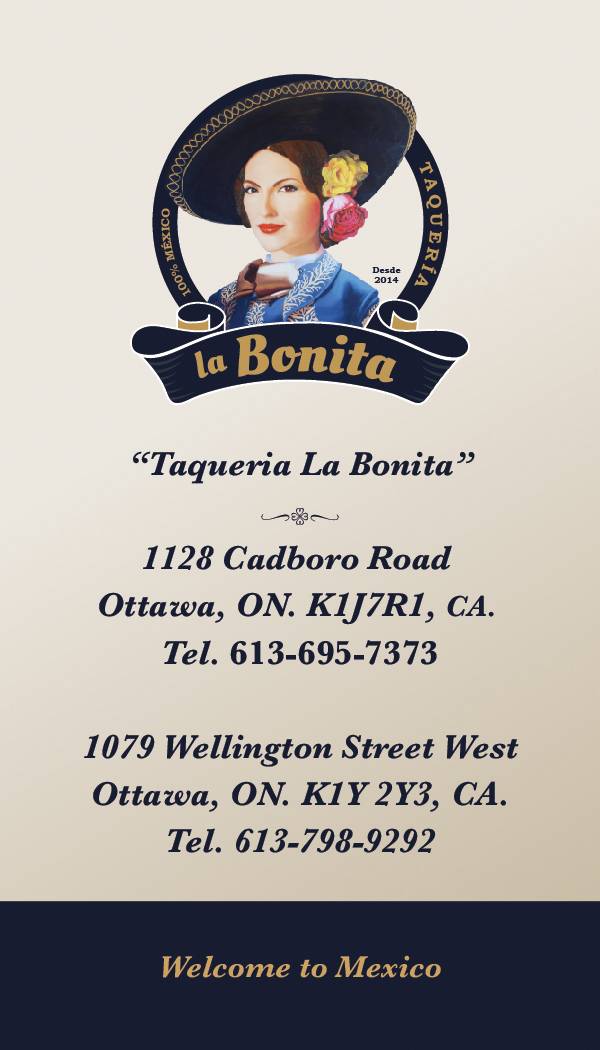 100% MÉXICO
TAQUERÍA
Desde
2014
la Bonita
“Taqueria La Bonita”
1128 Cadboro Road
Ottawa, ON. K1J7R1, CA.
Tel. 613-695-7373
1079 Wellington Street West
Ottawa, ON. K1Y 2Y3, CA.
Tel. 613-798-9292
Welcome to Mexico